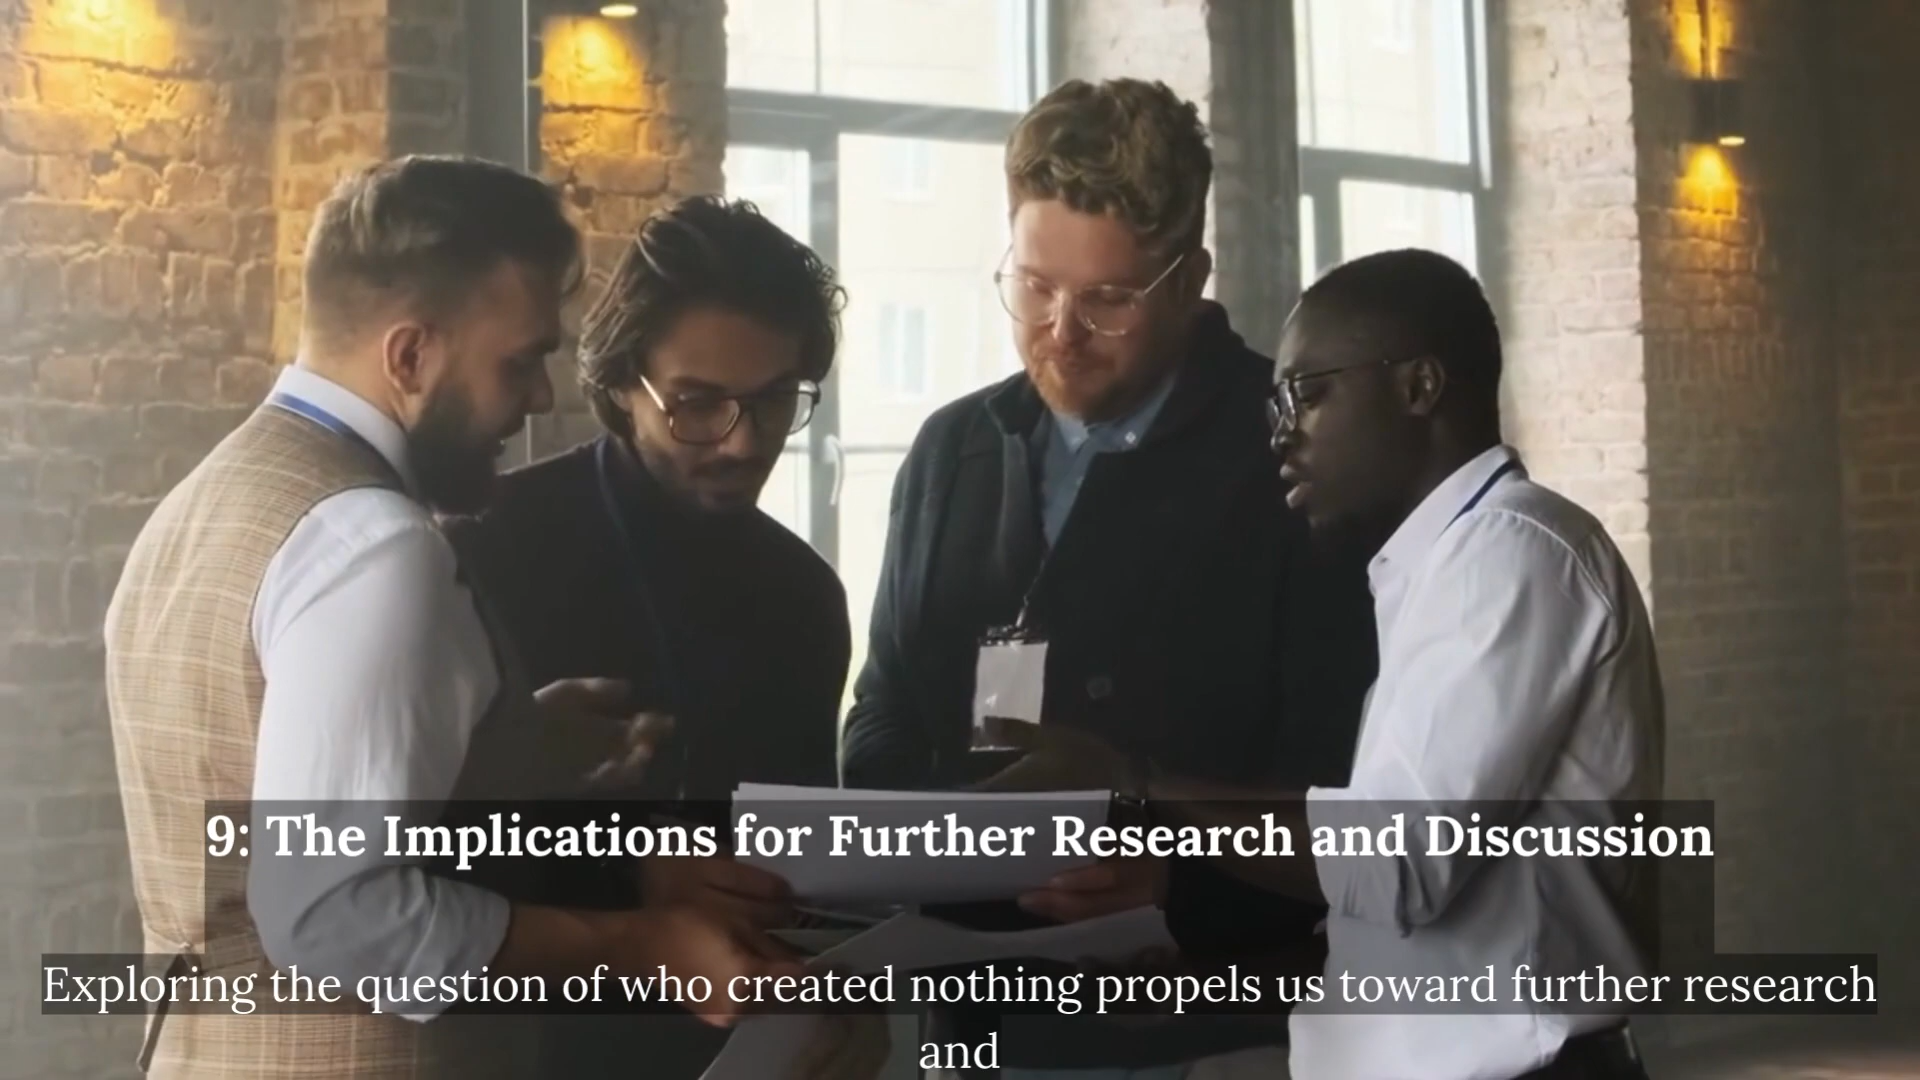 9: The Implications for Further Research and Discussion
Exploring the question of who created nothing propels us toward further research
and